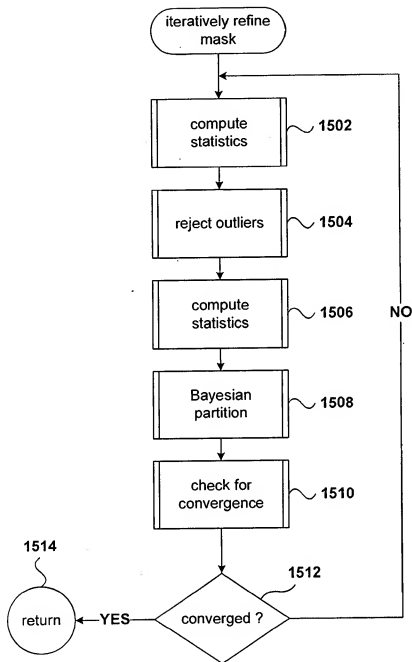 iteratively refine
mask
compute
statistics
1502
reject outliers
1504
compute
statistics
1506
NO
Bayesian
partition
1508
check for
convergence
1510
1514
1512
return
YES
converged ?